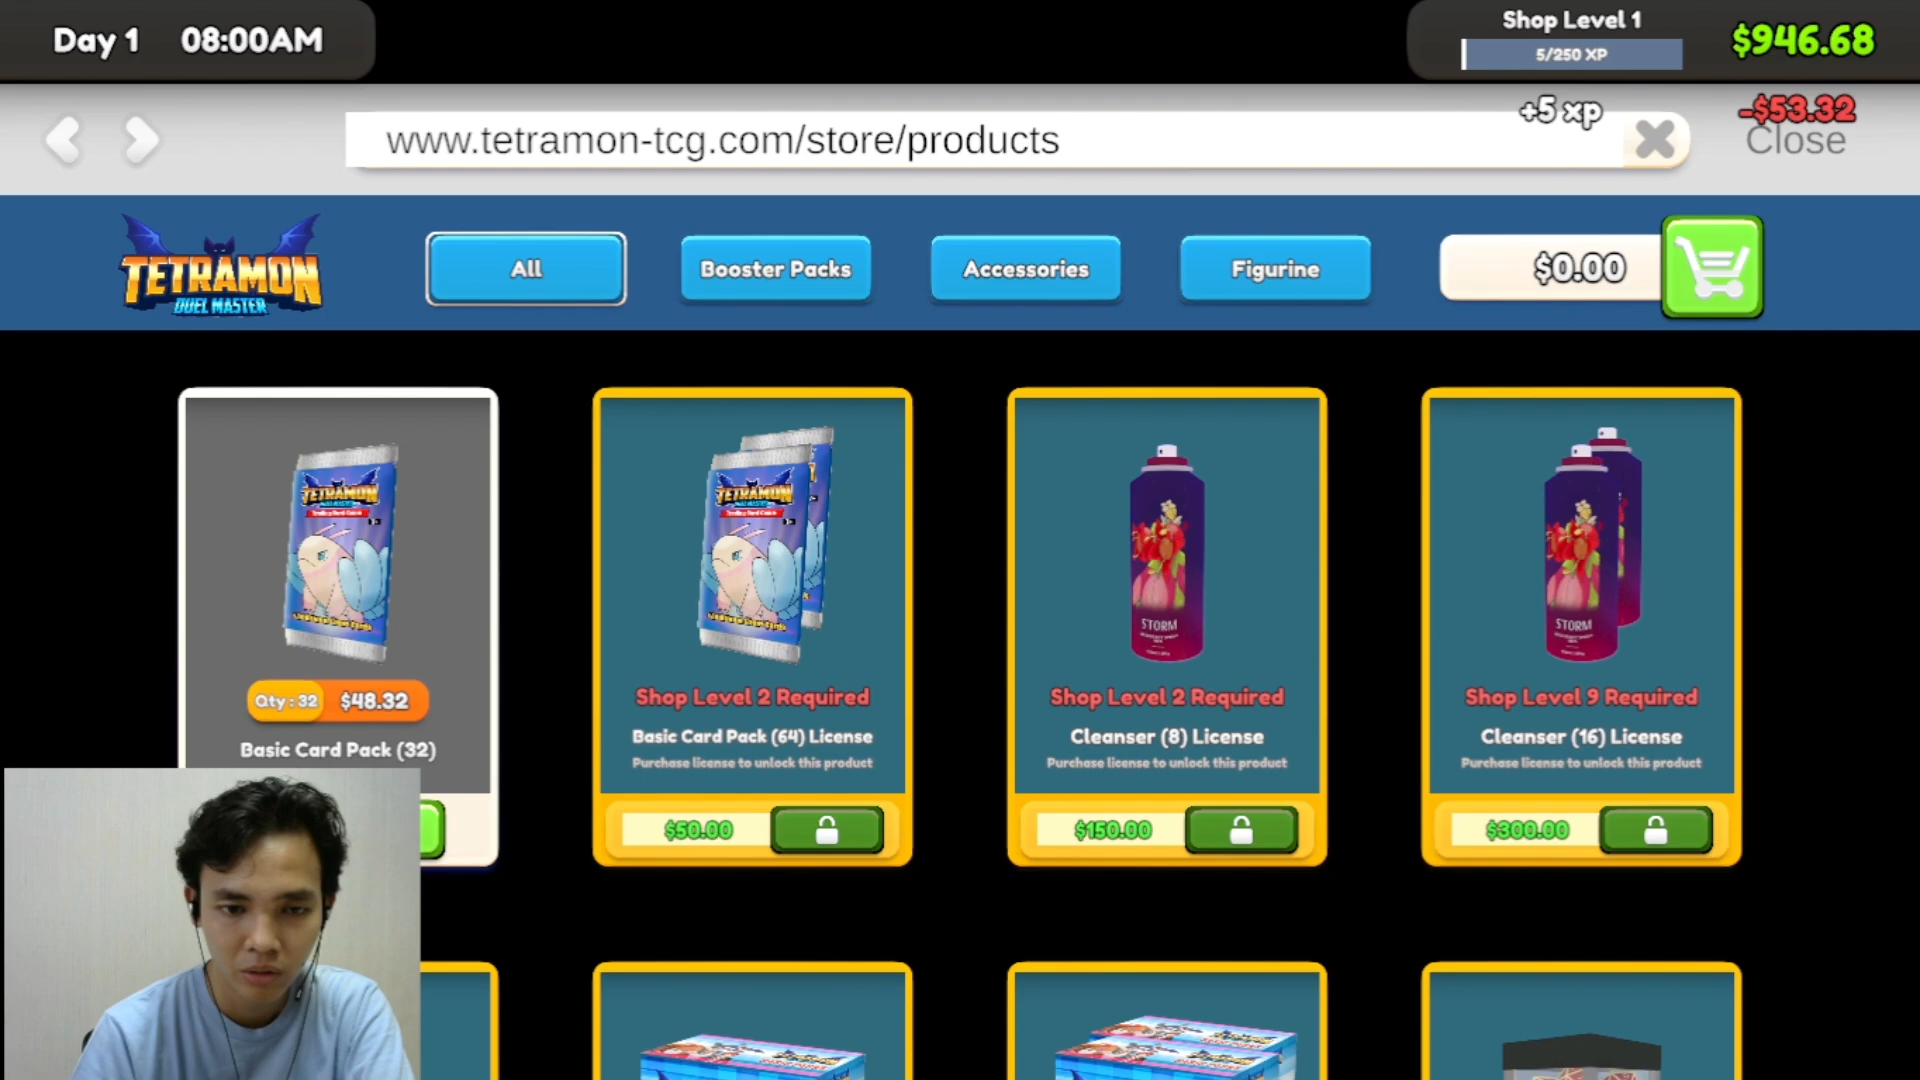 Day 1 08:00AM
Shop Level 1
5/250 XP
$946.68
+5 xp
-$53.32
www.tetramon-tcg.com/store/products
Close
TETRAMON
DUEL MASTER
All
Booster Packs
Accessories
Figurine
$0.00
TETRAMON
TETRAMON
STORM
STORM
Qty : 32 $48.32
Basic Card Pack (32)
Shop Level 2 Required
Basic Card Pack (64) License
Purchase license to unlock this product
$50.00
Shop Level 2 Required
Cleanser (8) License
Purchase license to unlock this product
$150.00
Shop Level 9 Required
Cleanser (16) License
Purchase license to unlock this product
$300.00